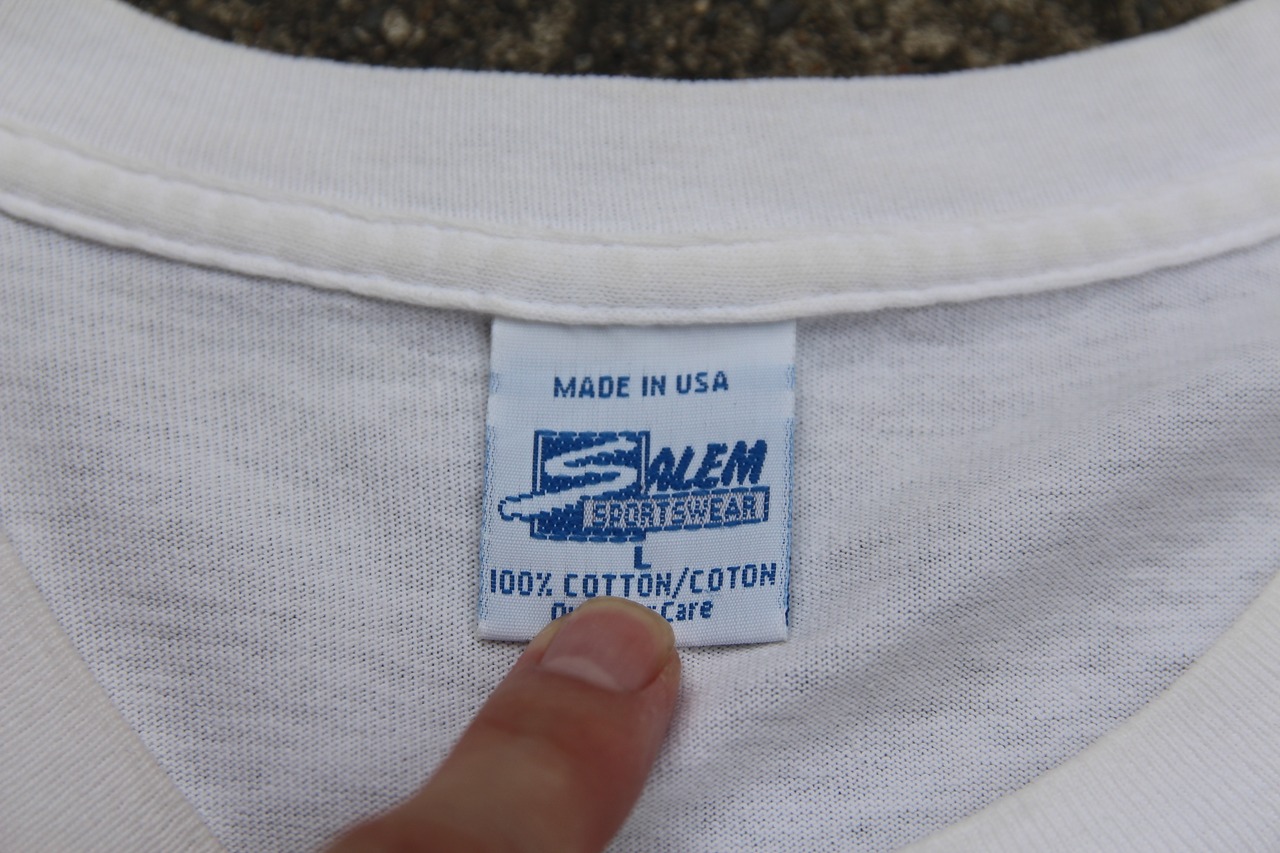 MADE IN USA
SALEM
SPORTSWEAR
L
100% COTTON/COTON
Care